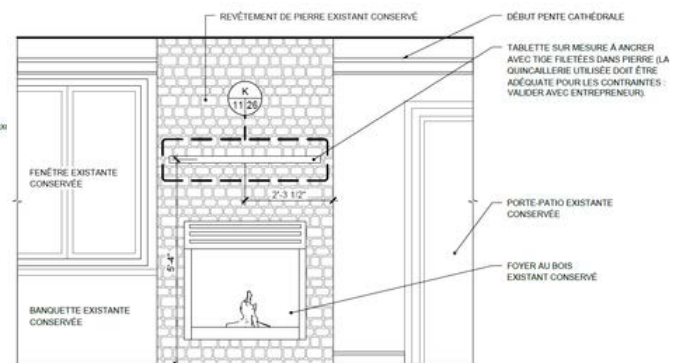 REVÊTEMENT DE PIERRE EXISTANT CONSERVÉ
DÉBUT PENTE CATHÉDRALE
TABLETTE SUR MESURE À ANCRER
AVEC TIGE FILETÉES DANS PIERRE (LA
QUINCAILLERIE UTILISÉE DOIT ÊTRE
ADÉQUATE POUR LES CONTRAINTES :
VALIDER AVEC ENTREPRENEUR).
K
11 26
FENÊTRE EXISTANTE
CONSERVÉE
2'-3 1/2"
PORTE-PATIO EXISTANTE
CONSERVÉE
5'-4"
FOYER AU BOIS
EXISTANT CONSERVÉ
BANQUETTE EXISTANTE
CONSERVÉE